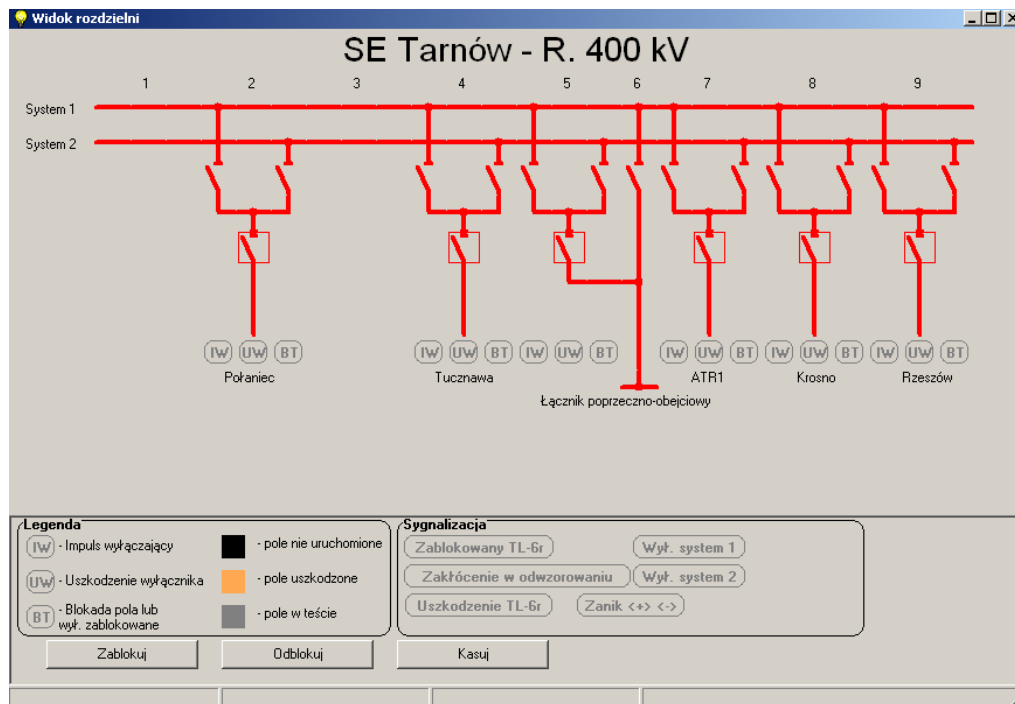 Widok rozdzielni
SE Tarnów - R. 400 kV
1 2 3 4 5 6 7 8 9
System 1
System 2
IW UW BT IW UW BT IW UW BT IW UW BT IW UW BT IW UW BT
Połaniec Tucznawa ATR1 Krosno Rzeszów
Łącznik poprzeczno-obejciowy
Legenda
IW - Impuls wyłączający - pole nie uruchomione
UW - Uszkodzenie wyłącznika - pole uszkodzone
BT - Blokada pola lub
wył. zablokowane - pole w teście
Sygnalizacja
Zablokowany TL-6r Wył. system 1
Zakłócenie w odwzorowaniu Wył. system 2
Uszkodzenie TL-6r Zanik <+> <->
Zablokuj Odblokuj Kasuj